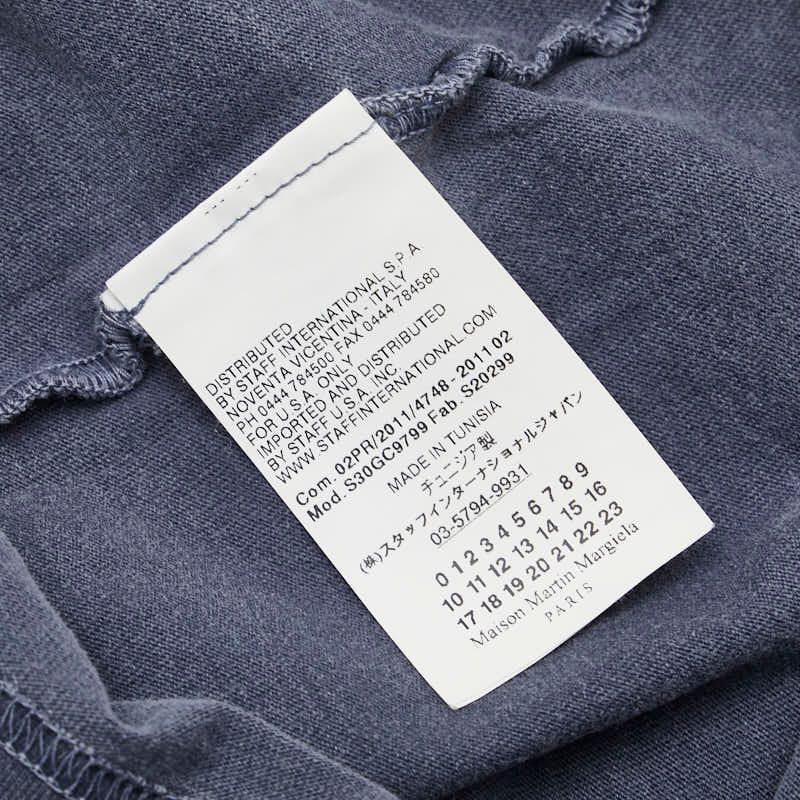 DISTRIBUTED
BY STAFF INTERNATIONAL S.P.A
NOVENTA VICENTINA - ITALY
PH 0444 784500 FAX 0444 784580
FOR U.S.A. ONLY
IMPORTED AND DISTRIBUTED
BY STAFF U.S.A. INC.
WWW.STAFFINTERNATIONAL.COM
Com. 02PR/2011/4748 - 2011 02
Mod. S30GC9799 Fab. S20299
MADE IN TUNISIA
チュニジア製
(株)スタッフインターナショナルジャパン
03-5794-9931
0 1 2 3 4 5 6 7 8 9
10 11 12 13 14 15 16
17 18 19 20 21 22 23
Maison Martin Margiela
PARIS